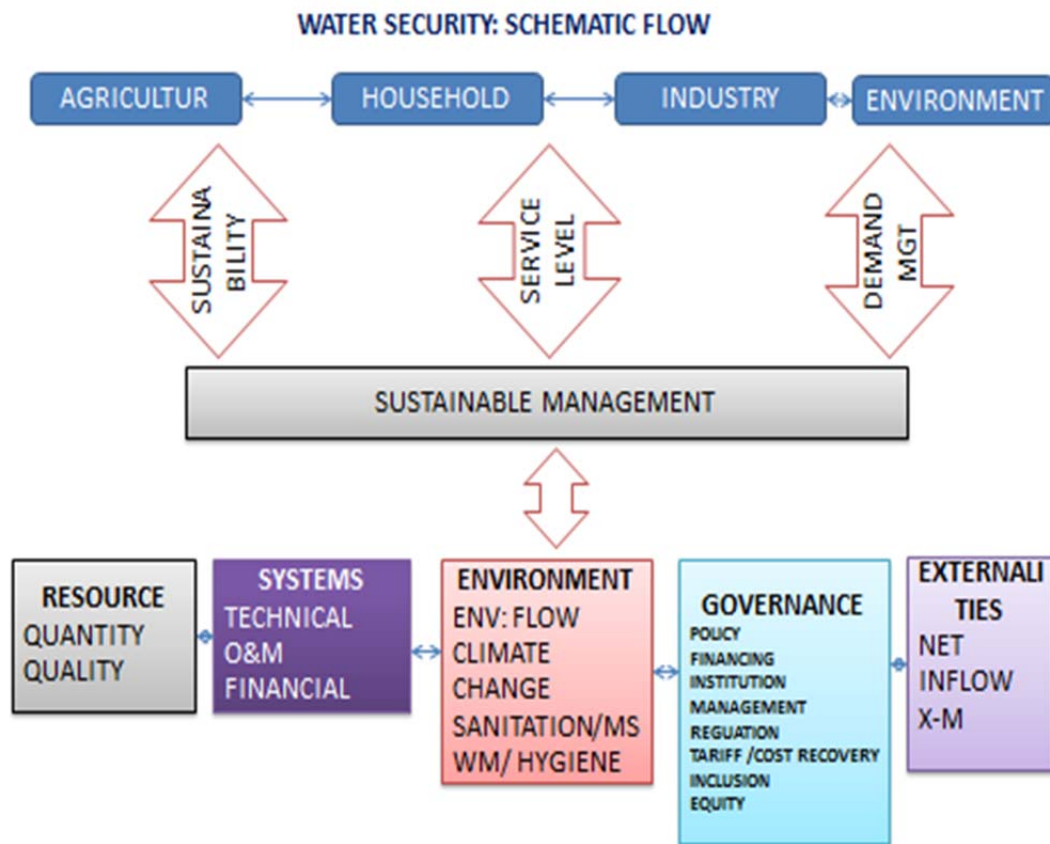 WATER SECURITY: SCHEMATIC FLOW
AGRICULTUR
HOUSEHOLD
INDUSTRY
ENVIRONMENT
SUSTAINA
BILITY
SERVICE
LEVEL
DEMAND
MGT
SUSTAINABLE MANAGEMENT
RESOURCE
QUANTITY
QUALITY
SYSTEMS
TECHNICAL
O&M
FINANCIAL
ENVIRONMENT
ENV: FLOW
CLIMATE
CHANGE
SANITATION/MS
WM/ HYGIENE
GOVERNANCE
POLICY
FINANCING
INSTITUTION
MANAGEMENT
REGUATION
TARIFF /COST RECOVERY
INCLUSION
EQUITY
EXTERNALI
TIES
NET
INFLOW
X-M